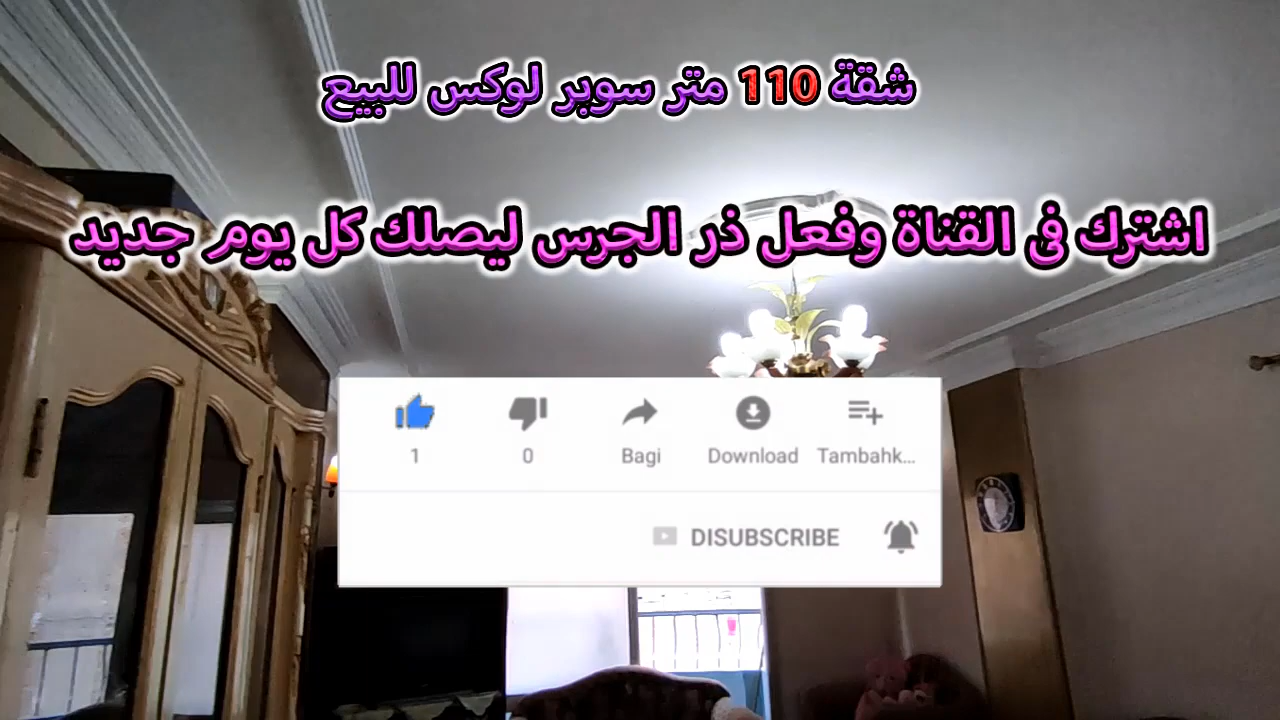 شقة 110 متر سوبر لوكس للبيع
اشترك فى القناة وفعل ذر الجرس ليصلك كل يوم جديد
1 0 Bagi Download Tambahk...
DISUBSCRIBE